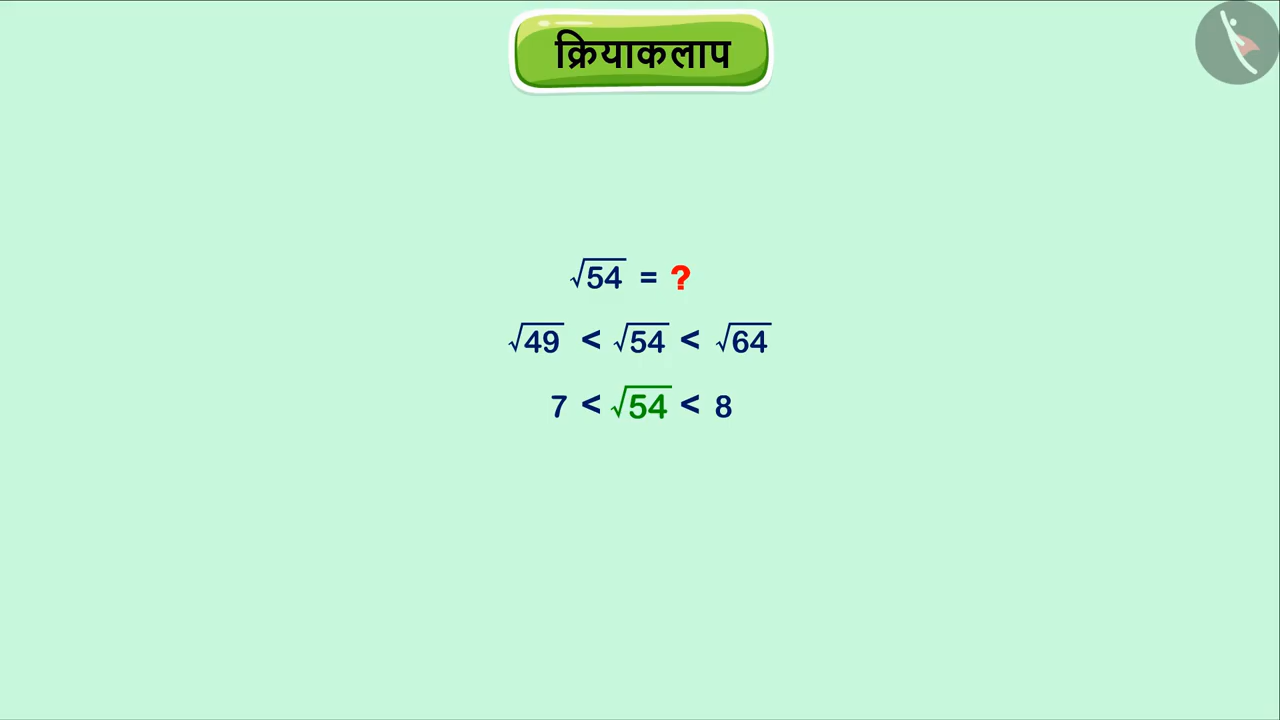 क्रियाकलाप
√54 = ?
√49 < √54 < √64
7 < √54 < 8